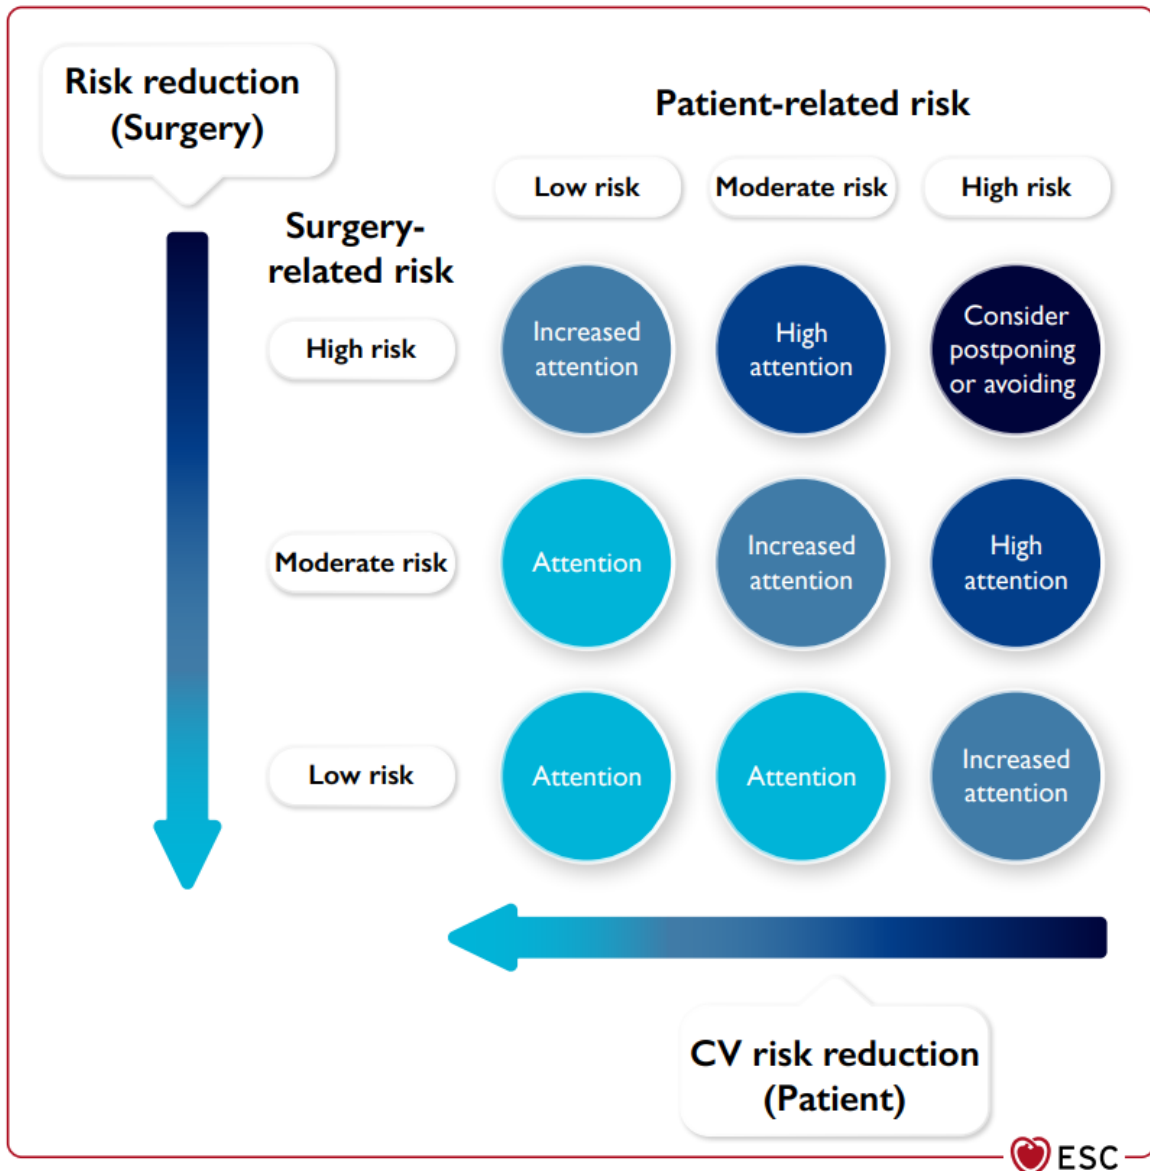 Risk reduction
(Surgery)
Patient-related risk
Low risk
Moderate risk
High risk
Surgery-
related risk
High risk
Increased
attention
High
attention
Consider
postponing
or avoiding
Moderate risk
Attention
Increased
attention
High
attention
Low risk
Attention
Attention
Increased
attention
CV risk reduction
(Patient)
ESC